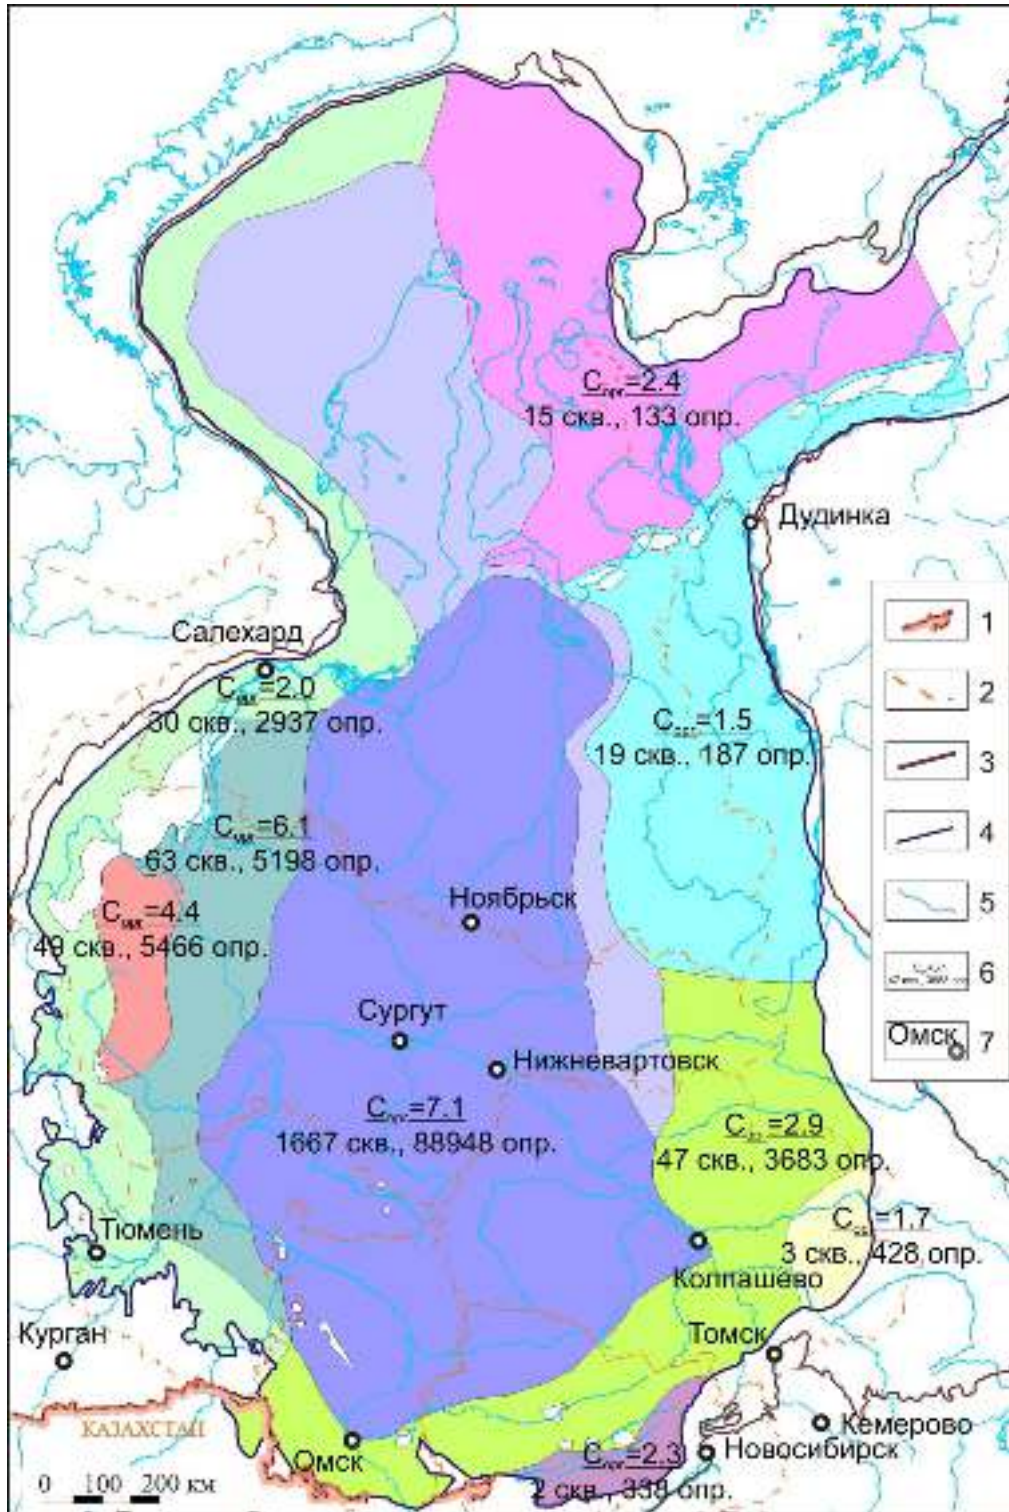 C орг=2.4
15 скв., 133 опр.
Дудинка
1
Салехард
2
C =2.0
30 скв., 2937 опр.
C =1.5
19 скв., 187 опр.
3
C =6.1
63 скв., 5198 опр.
4
Ноябрьск
5
C =4.4
49 скв., 5466 опр.
6
Сургут
Омск
7
Нижневартовск
C =7.1
1667 скв., 88948 опр.
C =2.9
47 скв., 3683 опр.
Тюмень
C =1.7
3 скв., 428 опр.
Колпашево
Курган
Томск
КАЗАХСТАН
Кемерово
Новосибирск
Омск
C =2.3
2 скв., 338 опр.
0 100 200 км